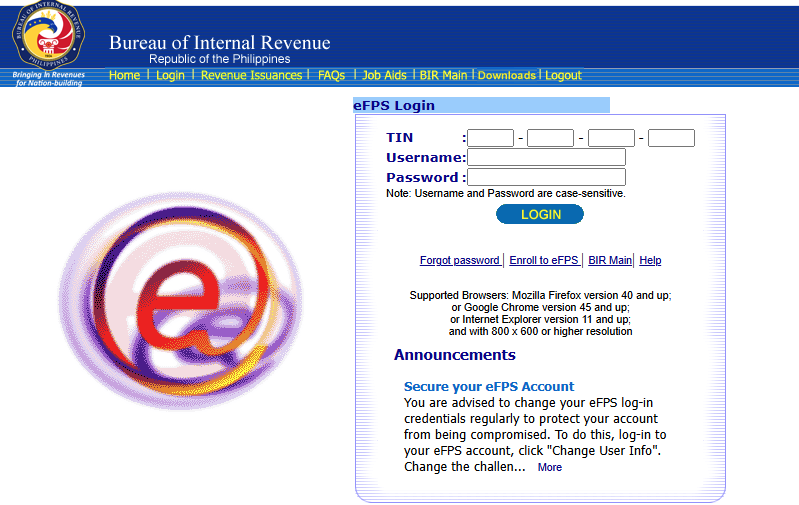 BUREAU OF INTERNAL REVENUE
PHILIPPINES
Bringing in Revenues
for Nation-building
Bureau of Internal Revenue
Republic of the Philippines
Home | Login | Revenue Issuances | FAQs | Job Aids | BIR Main | Downloads | Logout
eFPS Login
TIN : - - -
Username:
Password :
Note: Username and Password are case-sensitive.
LOGIN
Forgot password | Enroll to eFPS | BIR Main | Help
Supported Browsers: Mozilla Firefox version 40 and up;
or Google Chrome version 45 and up;
or Internet Explorer version 11 and up;
and with 800 x 600 or higher resolution
Announcements
Secure your eFPS Account
You are advised to change your eFPS log-in
credentials regularly to protect your account
from being compromised. To do this, log-in to
your eFPS account, click "Change User Info".
Change the challen... More
e